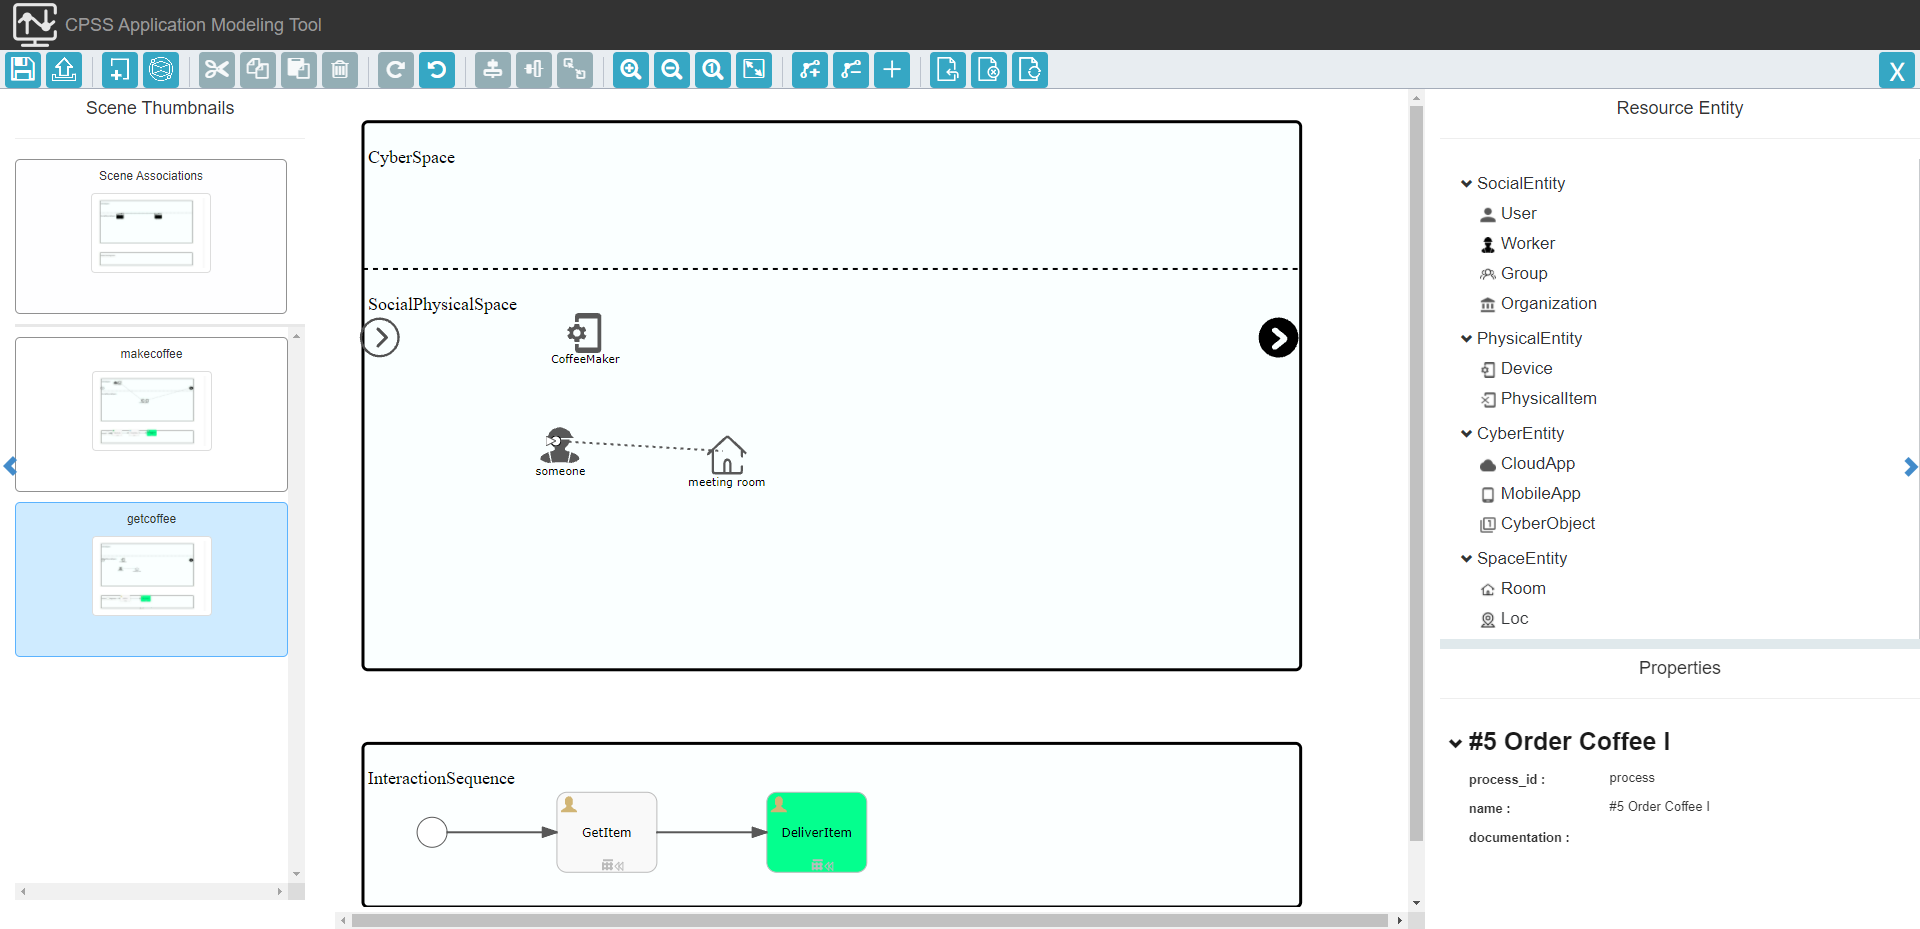 CPSS Application Modeling Tool
X
Scene Thumbnails
Scene Associations
makecoffee
getcoffee
CyberSpace
SocialPhysicalSpace
CoffeeMaker
someone
meeting room
InteractionSequence
GetItem
DeliverItem
Resource Entity
SocialEntity
User
Worker
Group
Organization
PhysicalEntity
Device
PhysicalItem
CyberEntity
CloudApp
MobileApp
CyberObject
SpaceEntity
Room
Loc
Properties
#5 Order Coffee I
process_id : process
name : #5 Order Coffee I
documentation :